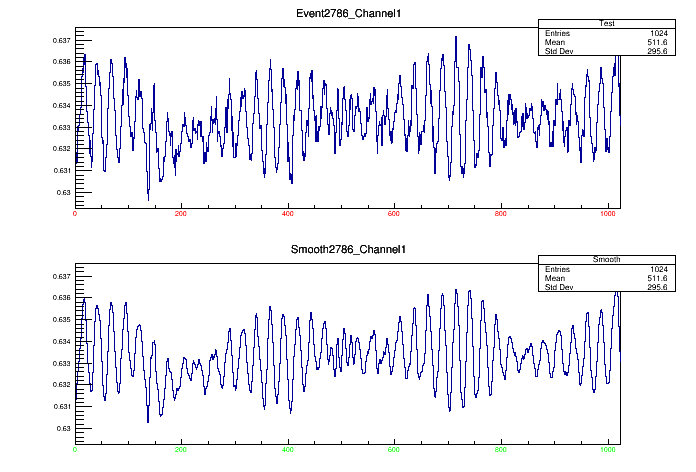 Event2786_Channel1
Test
Entries 1024
Mean 511.6
Std Dev 295.6
0.637
0.636
0.635
0.634
0.633
0.632
0.631
0.63
0 200 400 600 800 1000
Smooth2786_Channel1
Smooth
Entries 1024
Mean 511.6
Std Dev 295.6
0.637
0.636
0.635
0.634
0.633
0.632
0.631
0.63
0 200 400 600 800 1000